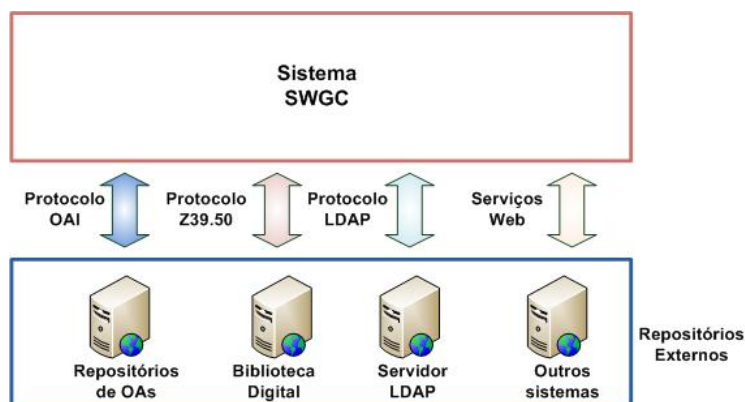 Sistema
SWGC
Protocolo
OAI
Protocolo
Z39.50
Protocolo
LDAP
Serviços
Web
Repositórios
de OAs
Biblioteca
Digital
Servidor
LDAP
Outros
sistemas
Repositórios
Externos